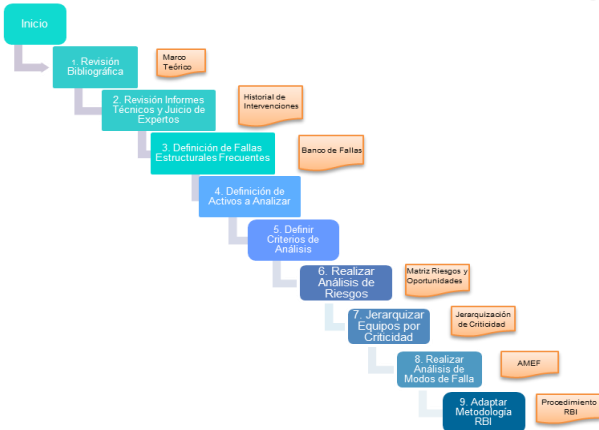 Inicio
1. Revisión
Bibliográfica
Marco
Teórico
2. Revisión Informes
Técnicos y Juicio de
Expertos
Historial de
Intervenciones
3. Definición de Fallas
Estructurales Frecuentes
Banco de Fallas
4. Definición de
Activos a Analizar
5. Definir
Criterios de
Análisis
6. Realizar
Análisis de
Riesgos
Matriz Riesgos y
Oportunidades
7. Jerarquizar
Equipos por
Criticidad
Jerarquización
de Criticidad
8. Realizar
Análisis de
Modos de Falla
AMEF
9. Adaptar
Metodología
RBI
Procedimiento
RBI